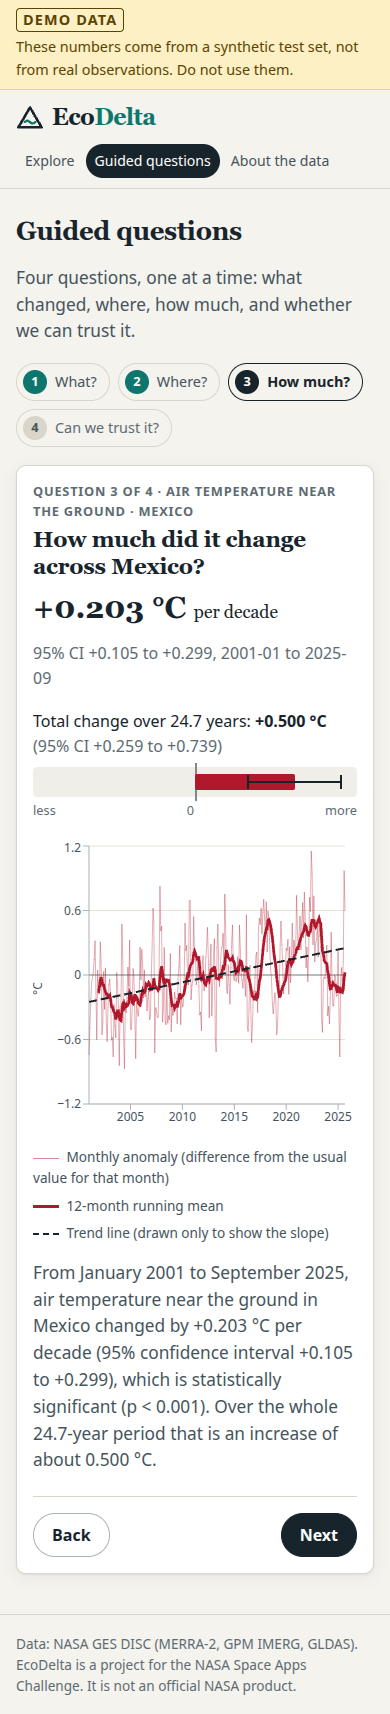 DEMO DATA
These numbers come from a synthetic test set, not
from real observations. Do not use them.
EcoDelta
Explore Guided questions About the data
Guided questions
Four questions, one at a time: what
changed, where, how much, and whether
we can trust it.
1 What? 2 Where? 3 How much?
4 Can we trust it?
QUESTION 3 OF 4 · AIR TEMPERATURE NEAR
THE GROUND · MEXICO
How much did it change
across Mexico?
+0.203 °C per decade
95% CI +0.105 to +0.299, 2001-01 to 2025-
09
Total change over 24.7 years: +0.500 °C
(95% CI +0.259 to +0.739)
less 0 more
1.2
0.6
0
−0.6
−1.2
°C
2005 2010 2015 2020 2025
Monthly anomaly (difference from the usual
value for that month)
12-month running mean
Trend line (drawn only to show the slope)
From January 2001 to September 2025,
air temperature near the ground in
Mexico changed by +0.203 °C per
decade (95% confidence interval +0.105
to +0.299), which is statistically
significant (p < 0.001). Over the whole
24.7-year period that is an increase of
about 0.500 °C.
Back Next
Data: NASA GES DISC (MERRA-2, GPM IMERG, GLDAS).
EcoDelta is a project for the NASA Space Apps
Challenge. It is not an official NASA product.